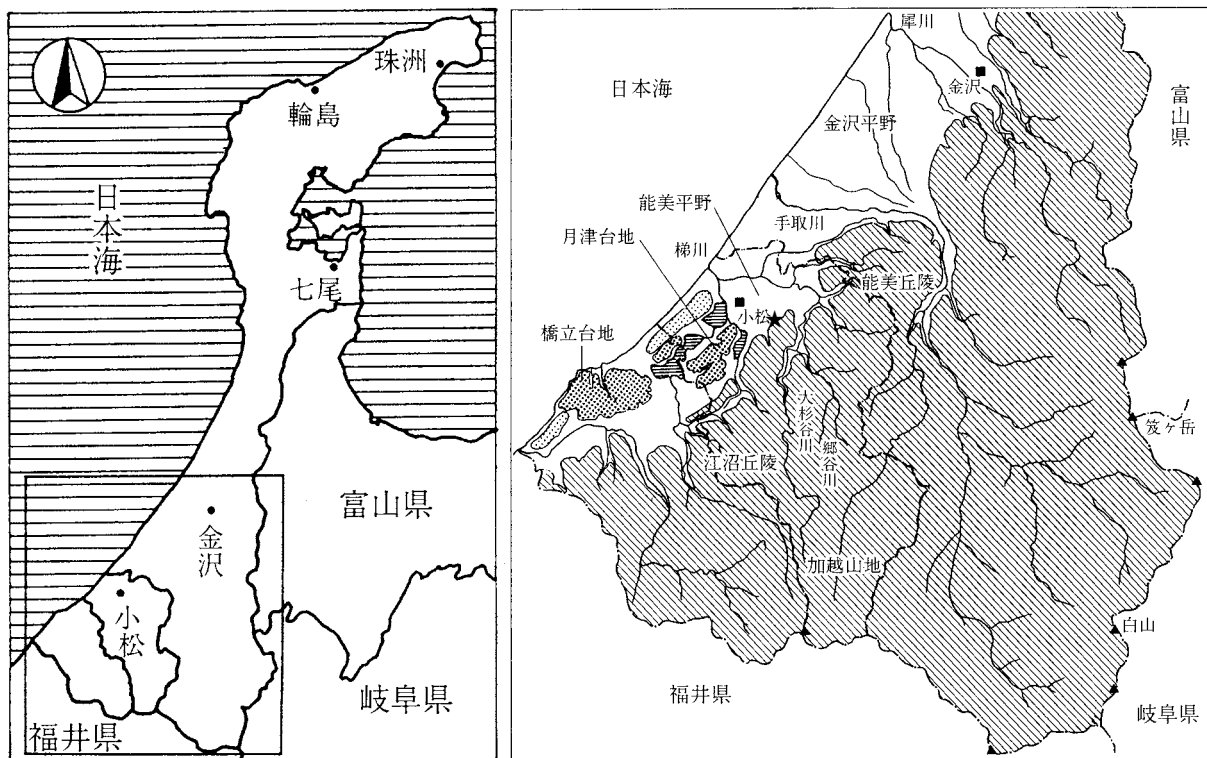 珠洲
輪島
日本海
七尾
富山県
金沢
小松
岐阜県
福井県
犀川
日本海
金沢
富山県
金沢平野
能美平野
手取川
月津台地
梯川
能美丘陵
小松
橋立台地
大杉谷川
郷谷川
笈ヶ岳
江沼丘陵
加越山地
白山
福井県
岐阜県